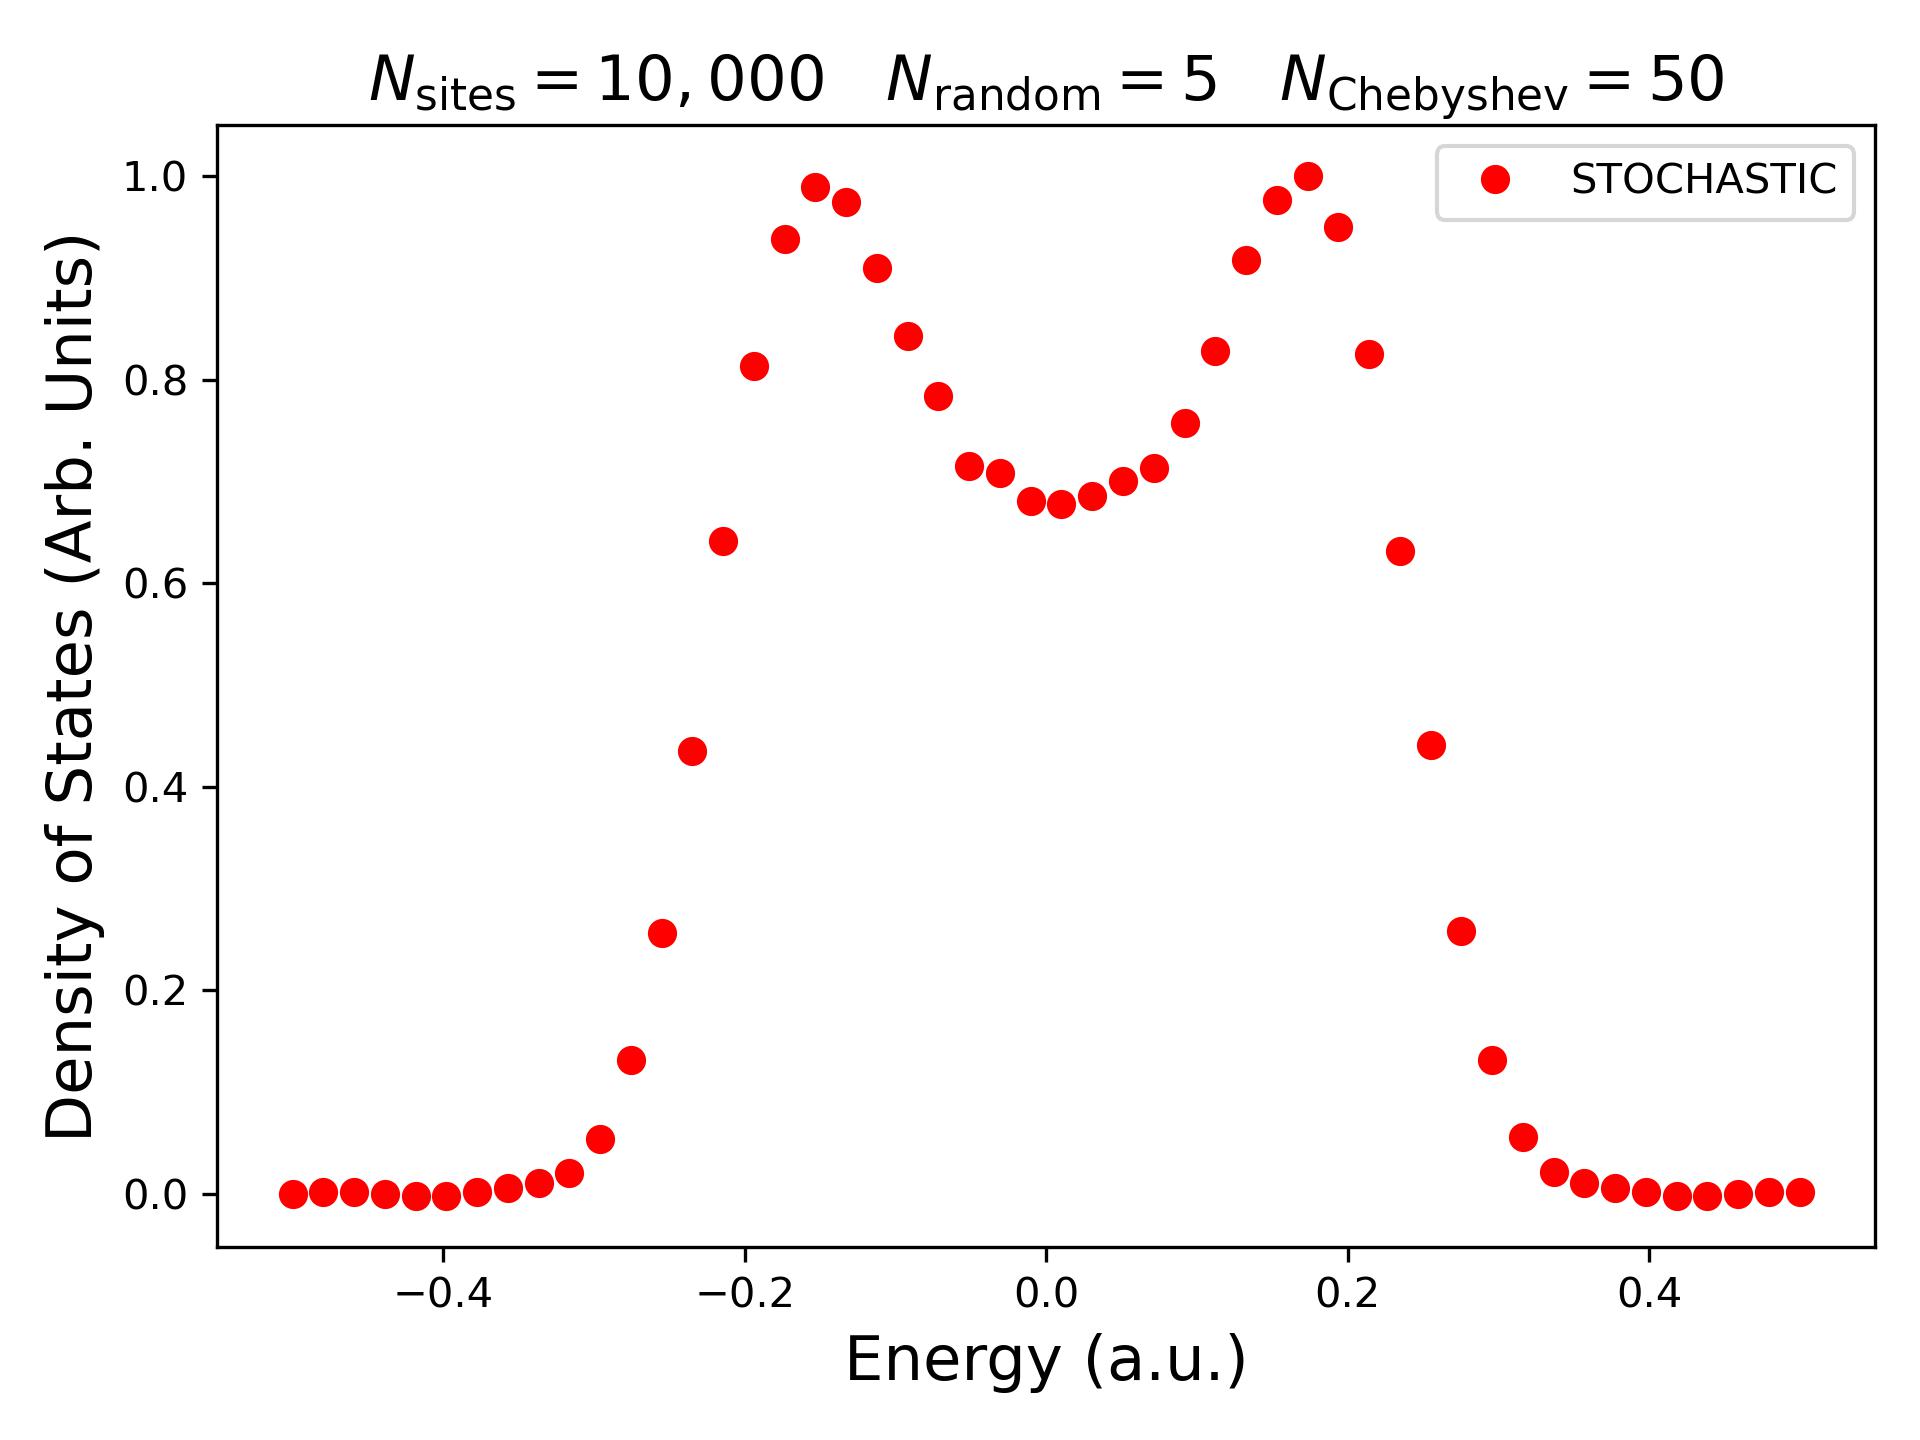 N_sites = 10,000 N_random = 5 N_Chebyshev = 50
STOCHASTIC
Density of States (Arb. Units)
1.0
0.8
0.6
0.4
0.2
0.0
−0.4 −0.2 0.0 0.2 0.4
Energy (a.u.)